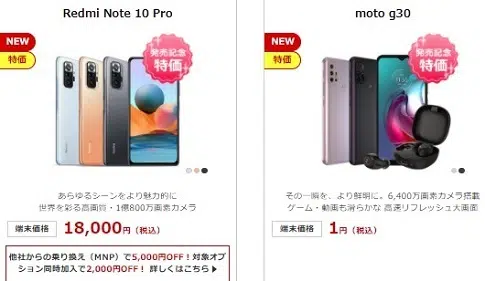 Redmi Note 10 Pro
NEW
特価
発売記念
特価
あらゆるシーンをより魅力的に
世界を彩る高画質・1億800万画素カメラ
端末価格 18,000円（税込）
他社からの乗り換え（MNP）で5,000円OFF！対象オプ
ション同時加入で2,000円OFF！ 詳しくはこちら
moto g30
NEW
特価
発売記念
特価
その一瞬を、より鮮明に。6,400万画素カメラ搭載
ゲーム・動画も滑らかな 高速リフレッシュ大画面
端末価格 1円（税込）